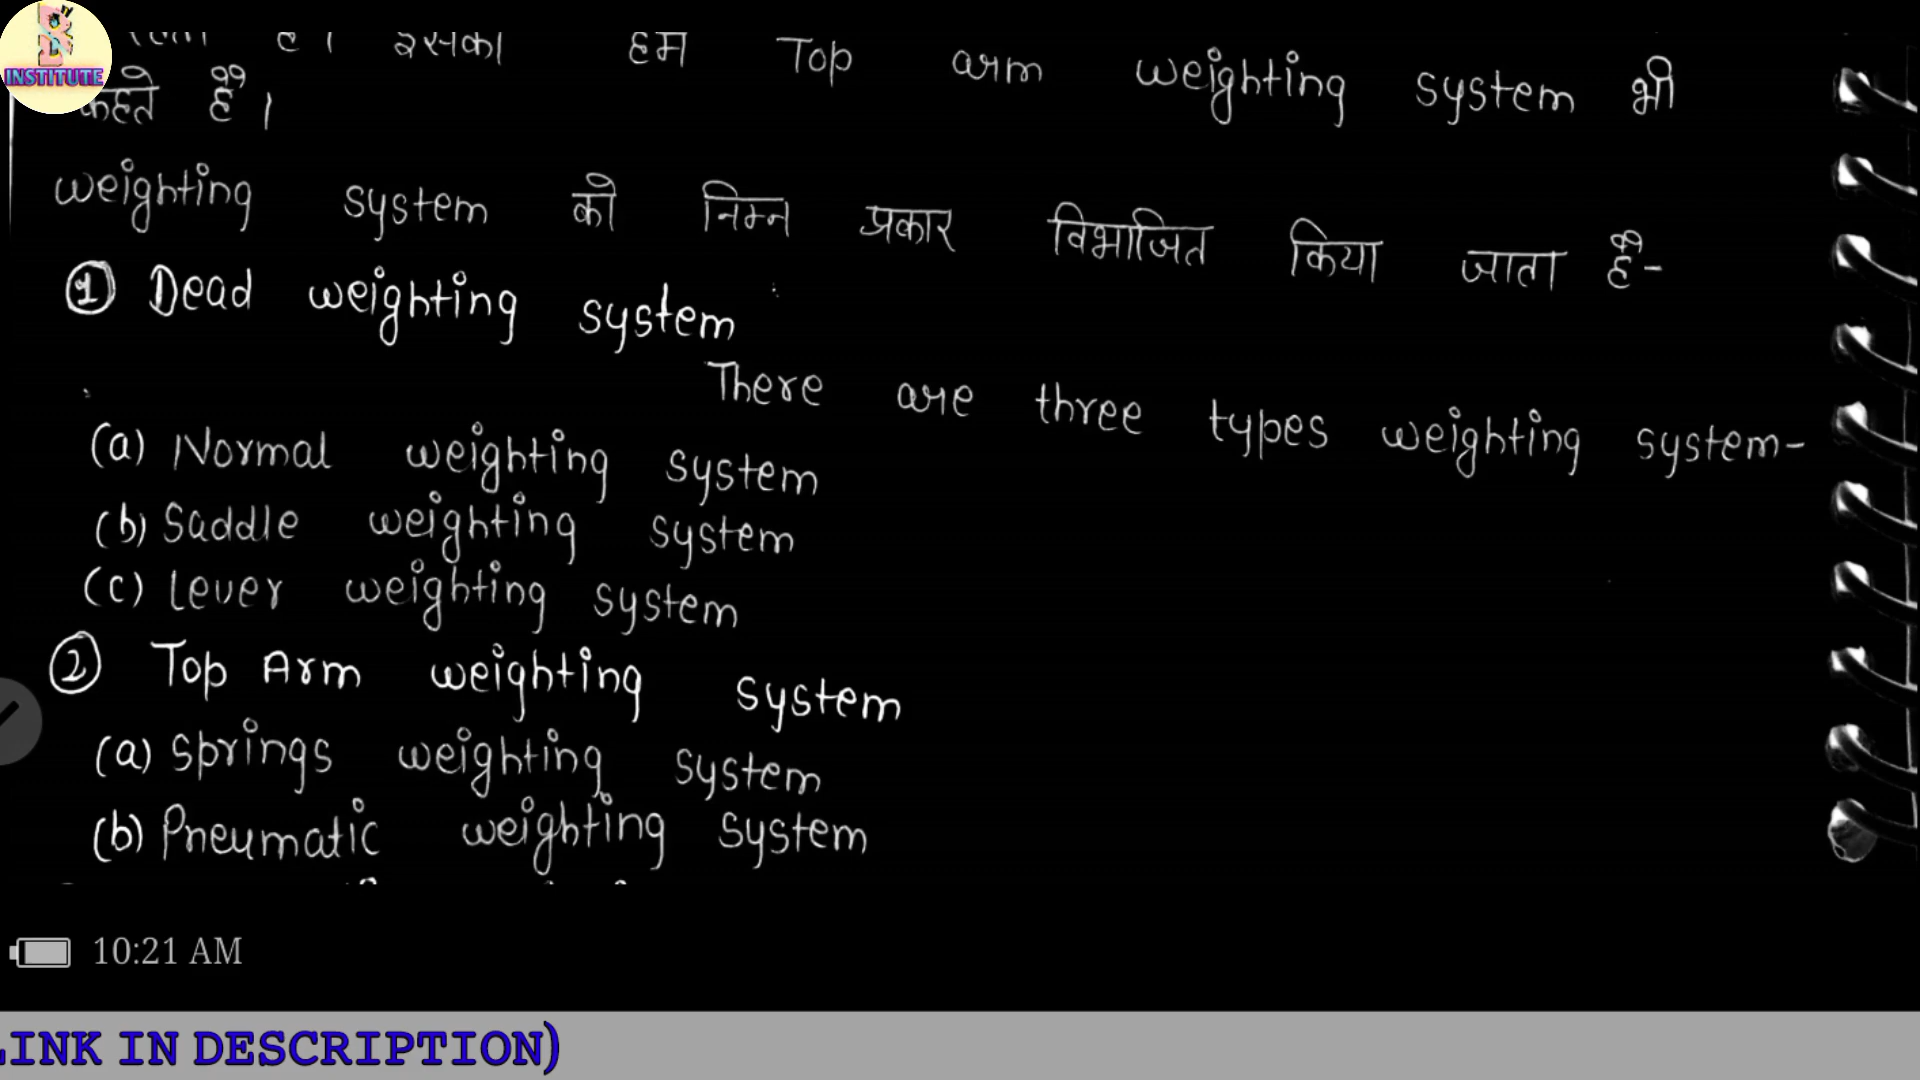 इसको हम Top arm weighting system भी
INSTITUTE
कहते हैं।
weighting system को निम्न प्रकार विभाजित किया जाता है-
① Dead weighting system
There are three types weighting system-
(a) Normal weighting system
(b) Saddle weighting system
(c) Lever weighting system
② Top Arm weighting system
(a) Springs weighting system
(b) Pneumatic weighting system
10:21 AM
LINK IN DESCRIPTION)